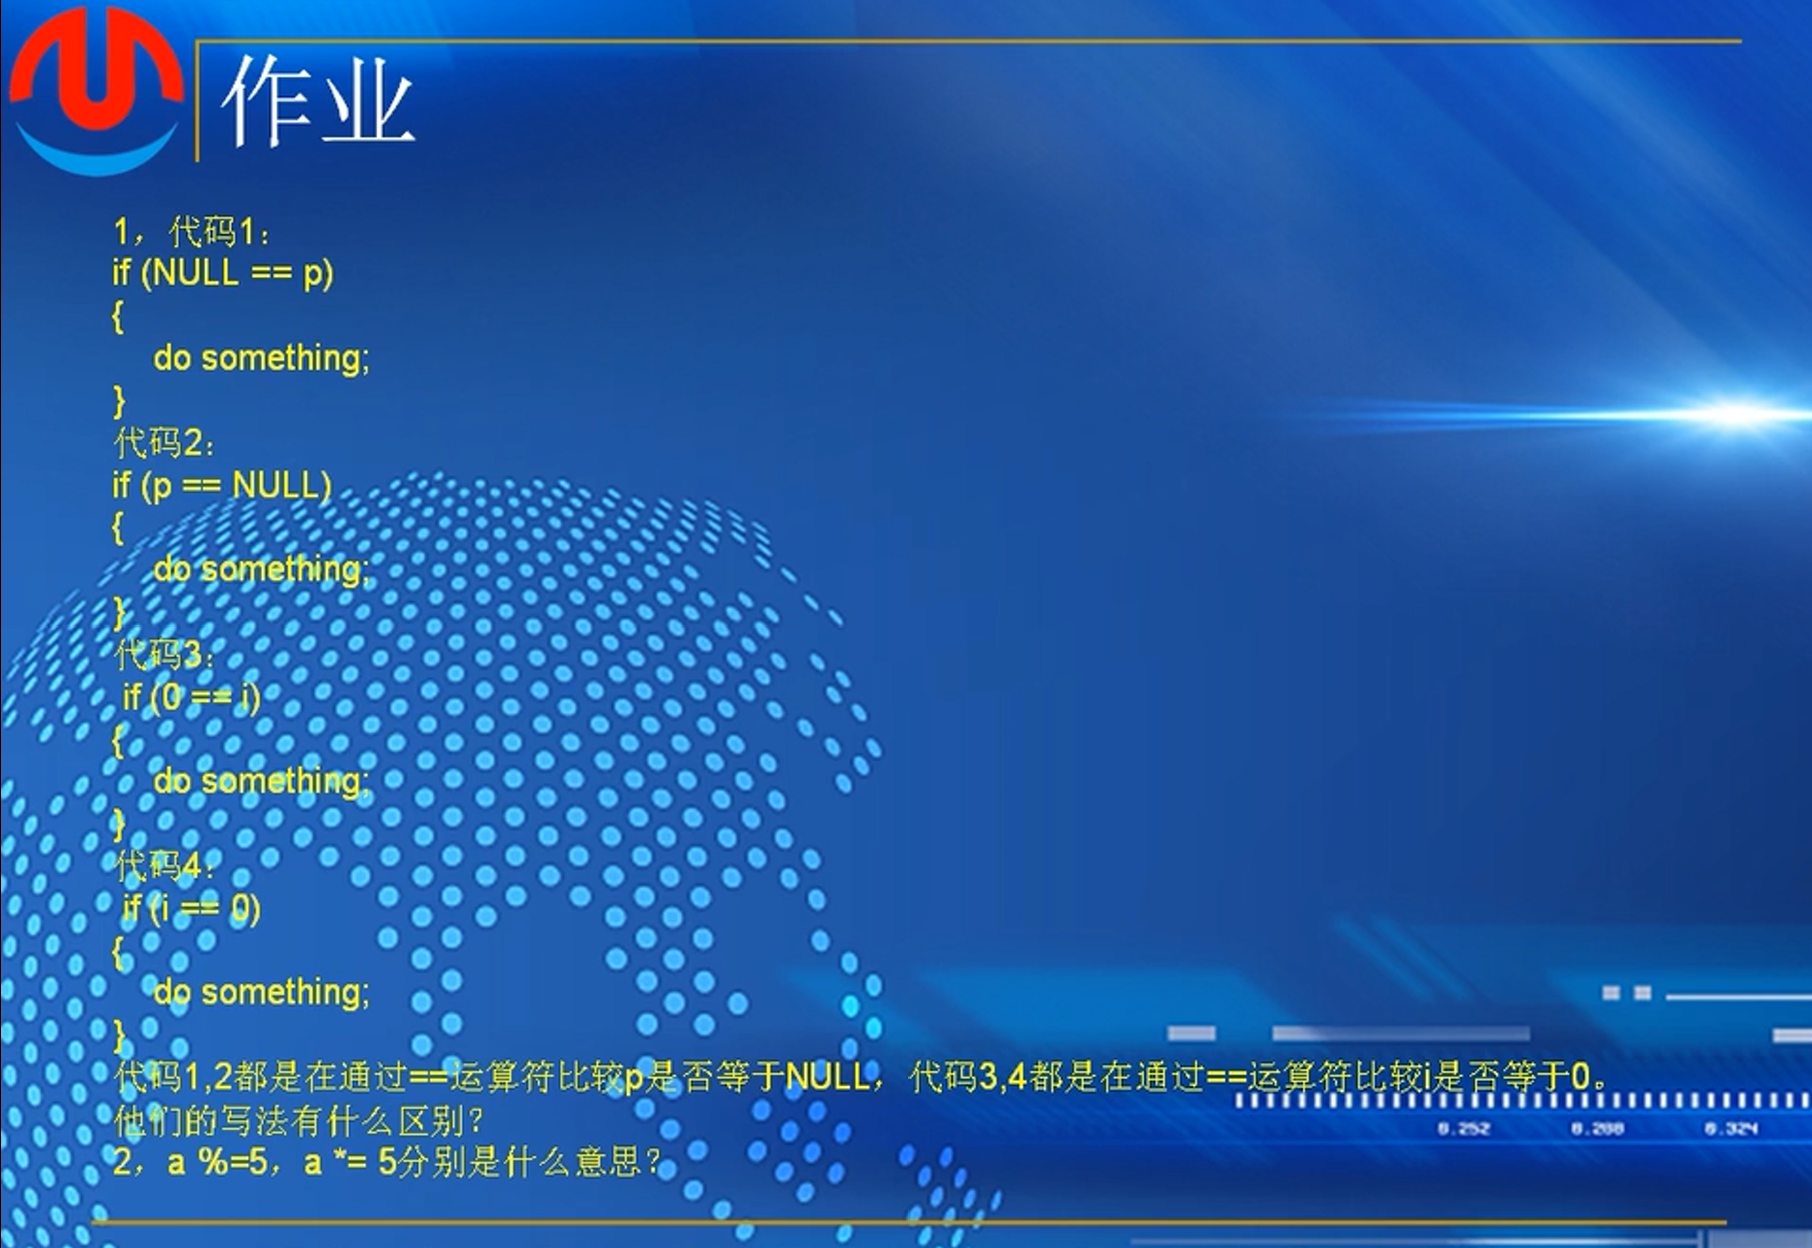 作业
1，代码1：
if (NULL == p)
{
do something;
}
代码2：
if (p == NULL)
{
do something;
}
代码3：
if (0 == i)
{
do something;
}
代码4：
if (i == 0)
{
do something;
}
代码1,2都是在通过==运算符比较p是否等于NULL，代码3,4都是在通过==运算符比较i是否等于0。
他们的写法有什么区别？
2，a %=5，a *= 5分别是什么意思？
0.252 0.288 0.324